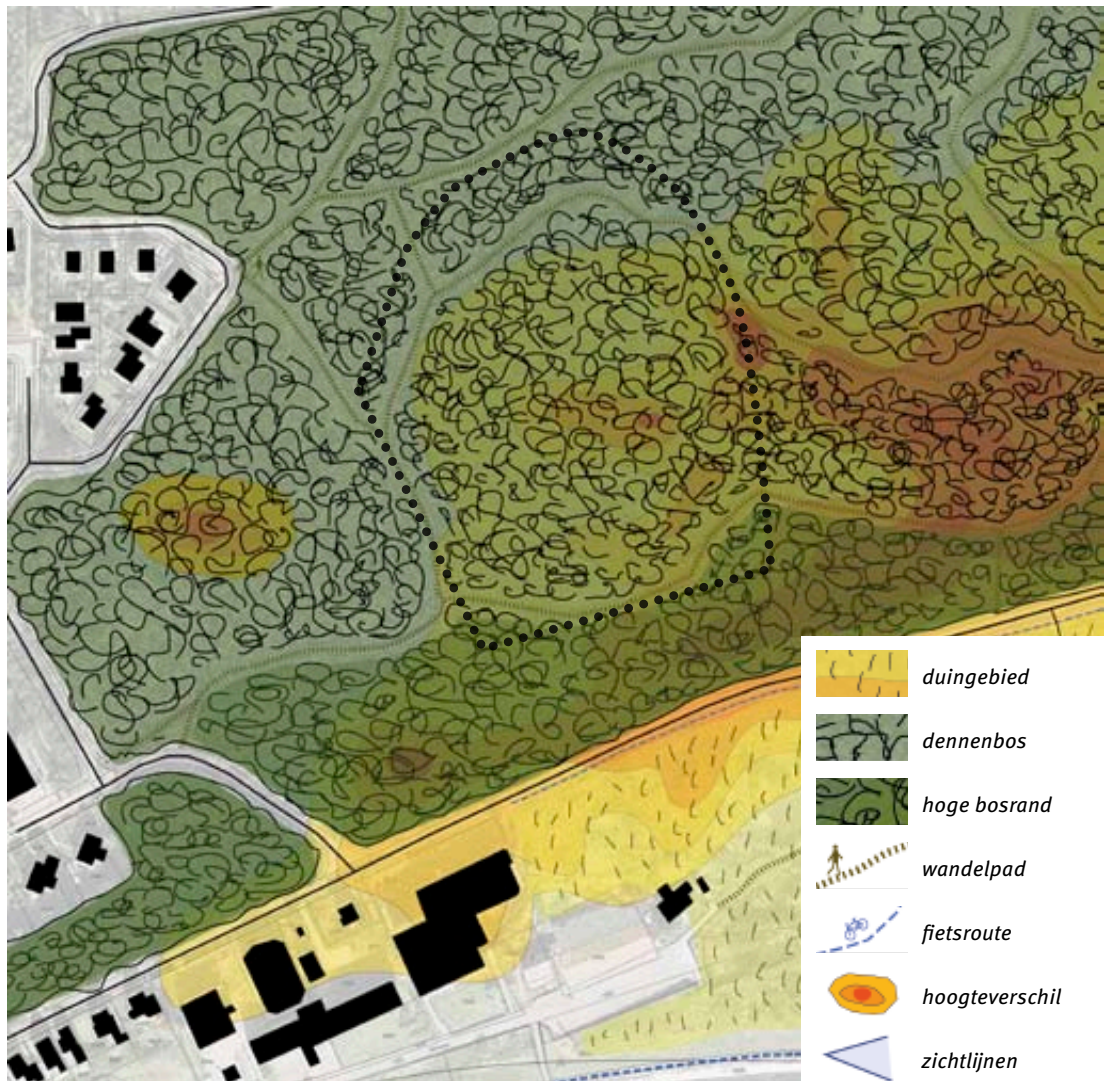 duingebied
dennenbos
hoge bosrand
wandelpad
fietsroute
hoogteverschil
zichtlijnen